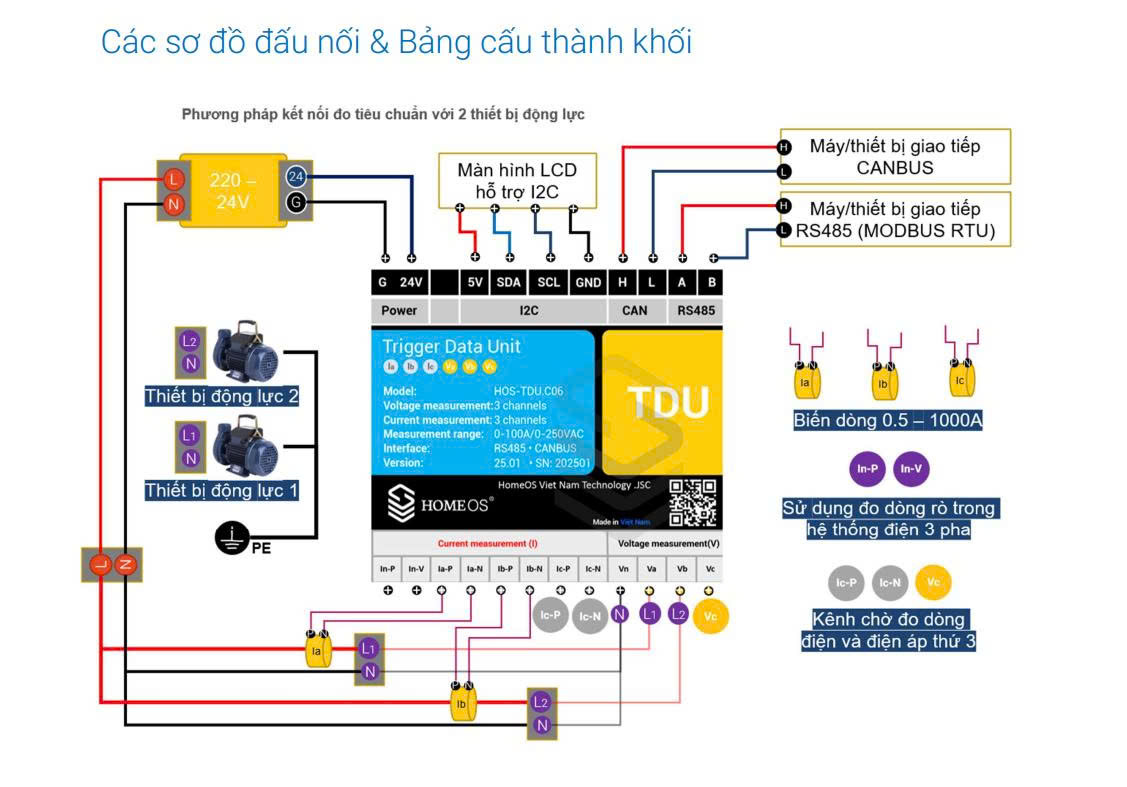 Các sơ đồ đấu nối & Bảng cấu thành khối
Phương pháp kết nối đo tiêu chuẩn với 2 thiết bị động lực
L
N
220 –
24V
24
G
Màn hình LCD
hỗ trợ I2C
H
L
Máy/thiết bị giao tiếp
CANBUS
H
L
Máy/thiết bị giao tiếp
RS485 (MODBUS RTU)
G 24V 5V SDA SCL GND H L A B
Power I2C CAN RS485
Trigger Data Unit
Ia Ib Ic Va Vb Vc
Model: HOS-TDU.C06
Voltage measurement: 3 channels
Current measurement: 3 channels
Measurement range: 0-100A/0-250VAC
Interface: RS485 • CANBUS
Version: 25.01 • SN: 202501
TDU
HomeOS Viet Nam Technology .JSC
HOMEOS®
Made in Viet Nam
Current measurement (I) Voltage measurement(V)
In-P In-V Ia-P Ia-N Ib-P Ib-N Ic-P Ic-N Vn Va Vb Vc
Ic-P Ic-N N L1 L2 Vc
L2
N
Thiết bị động lực 2
L1
N
Thiết bị động lực 1
PE
L N
P N
Ia
L1
N
P N
Ib
L2
N
P N
Ia
P N
Ib
P N
Ic
Biến dòng 0.5 – 1000A
In-P In-V
Sử dụng đo dòng rò trong
hệ thống điện 3 pha
Ic-P Ic-N Vc
Kênh chờ đo dòng
điện và điện áp thứ 3